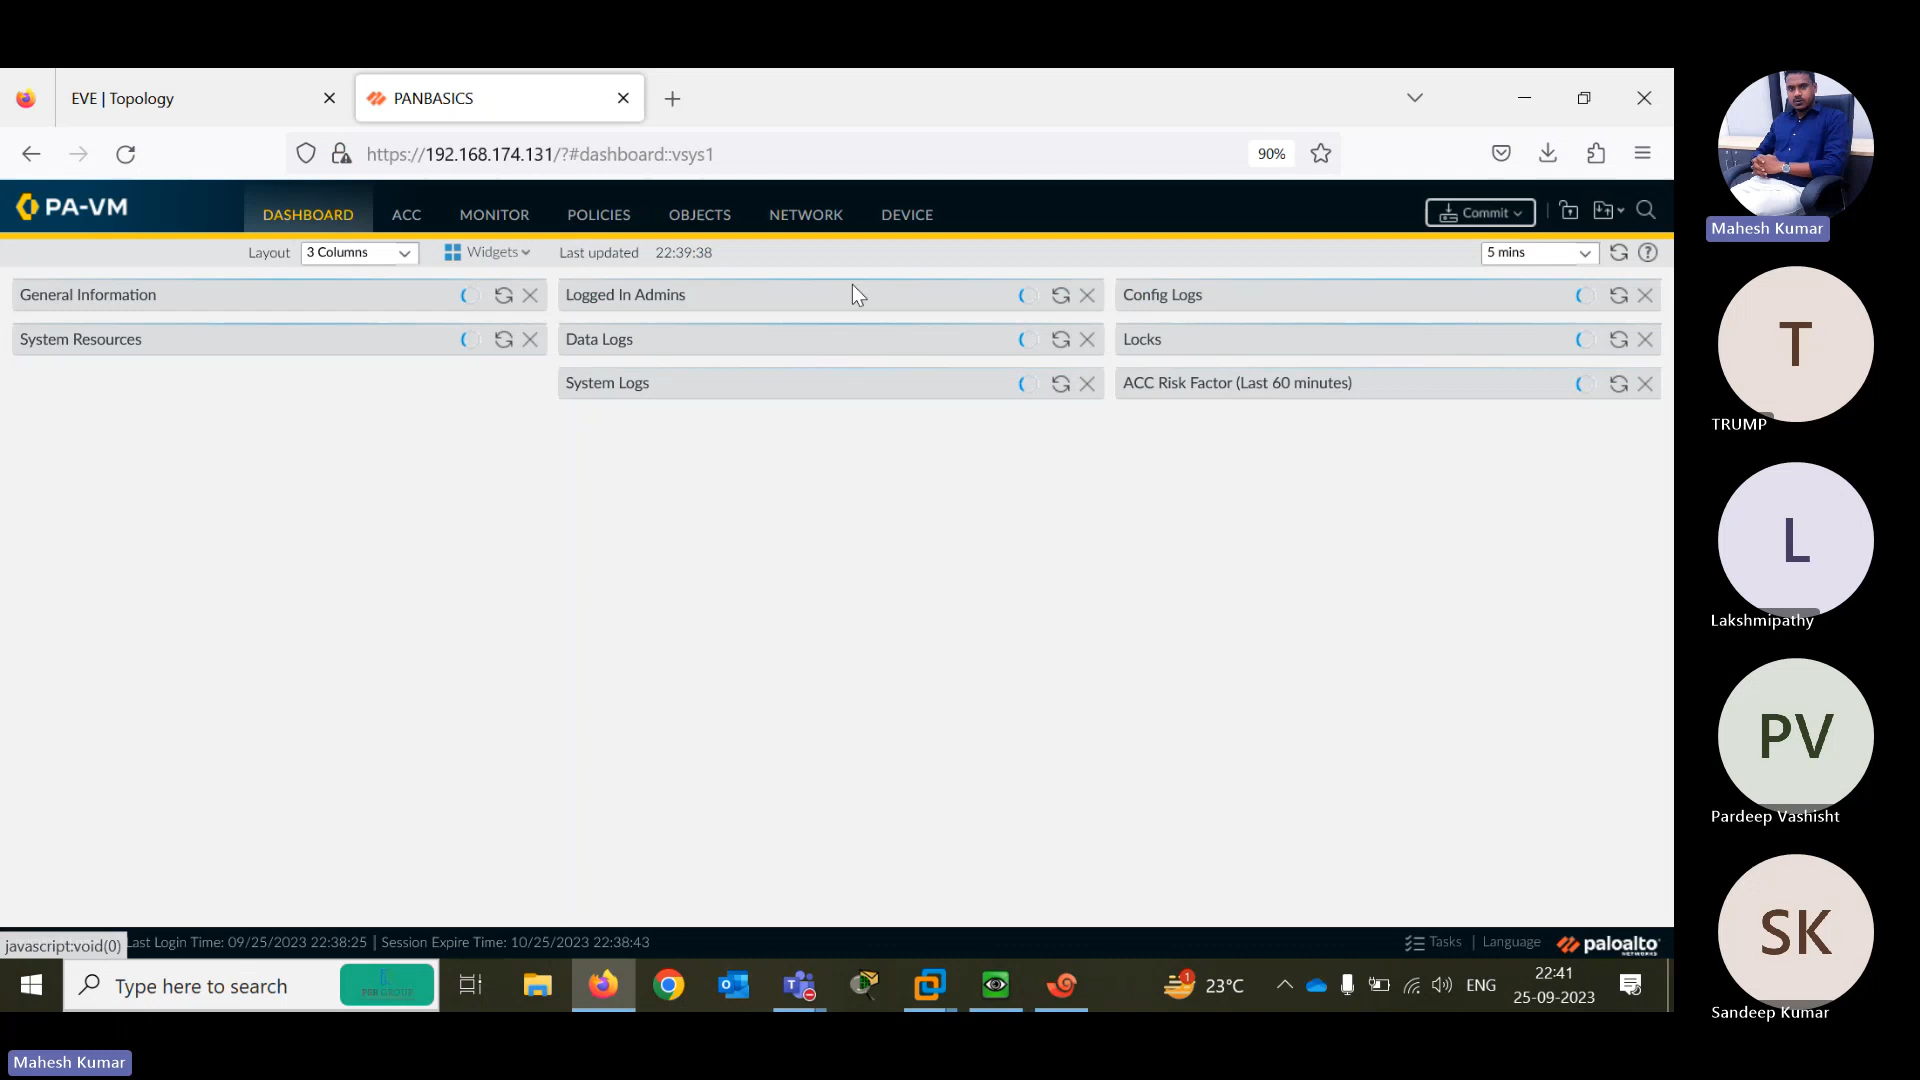 EVE | Topology
PANBASICS
https://192.168.174.131/?#dashboard::vsys1
90%
PA-VM
DASHBOARD
ACC
MONITOR
POLICIES
OBJECTS
NETWORK
DEVICE
Commit
Layout
3 Columns
Widgets
Last updated
22:39:38
5 mins
General Information
Logged In Admins
Config Logs
System Resources
Data Logs
Locks
System Logs
ACC Risk Factor (Last 60 minutes)
javascript:void(0)
Last Login Time: 09/25/2023 22:38:25 | Session Expire Time: 10/25/2023 22:38:43
Tasks | Language
paloalto
NETWORKS
Type here to search
PSB GROUP
1
23°C
ENG
22:41
25-09-2023
Mahesh Kumar
T
TRUMP
L
Lakshmipathy
PV
Pardeep Vashisht
SK
Sandeep Kumar
Mahesh Kumar